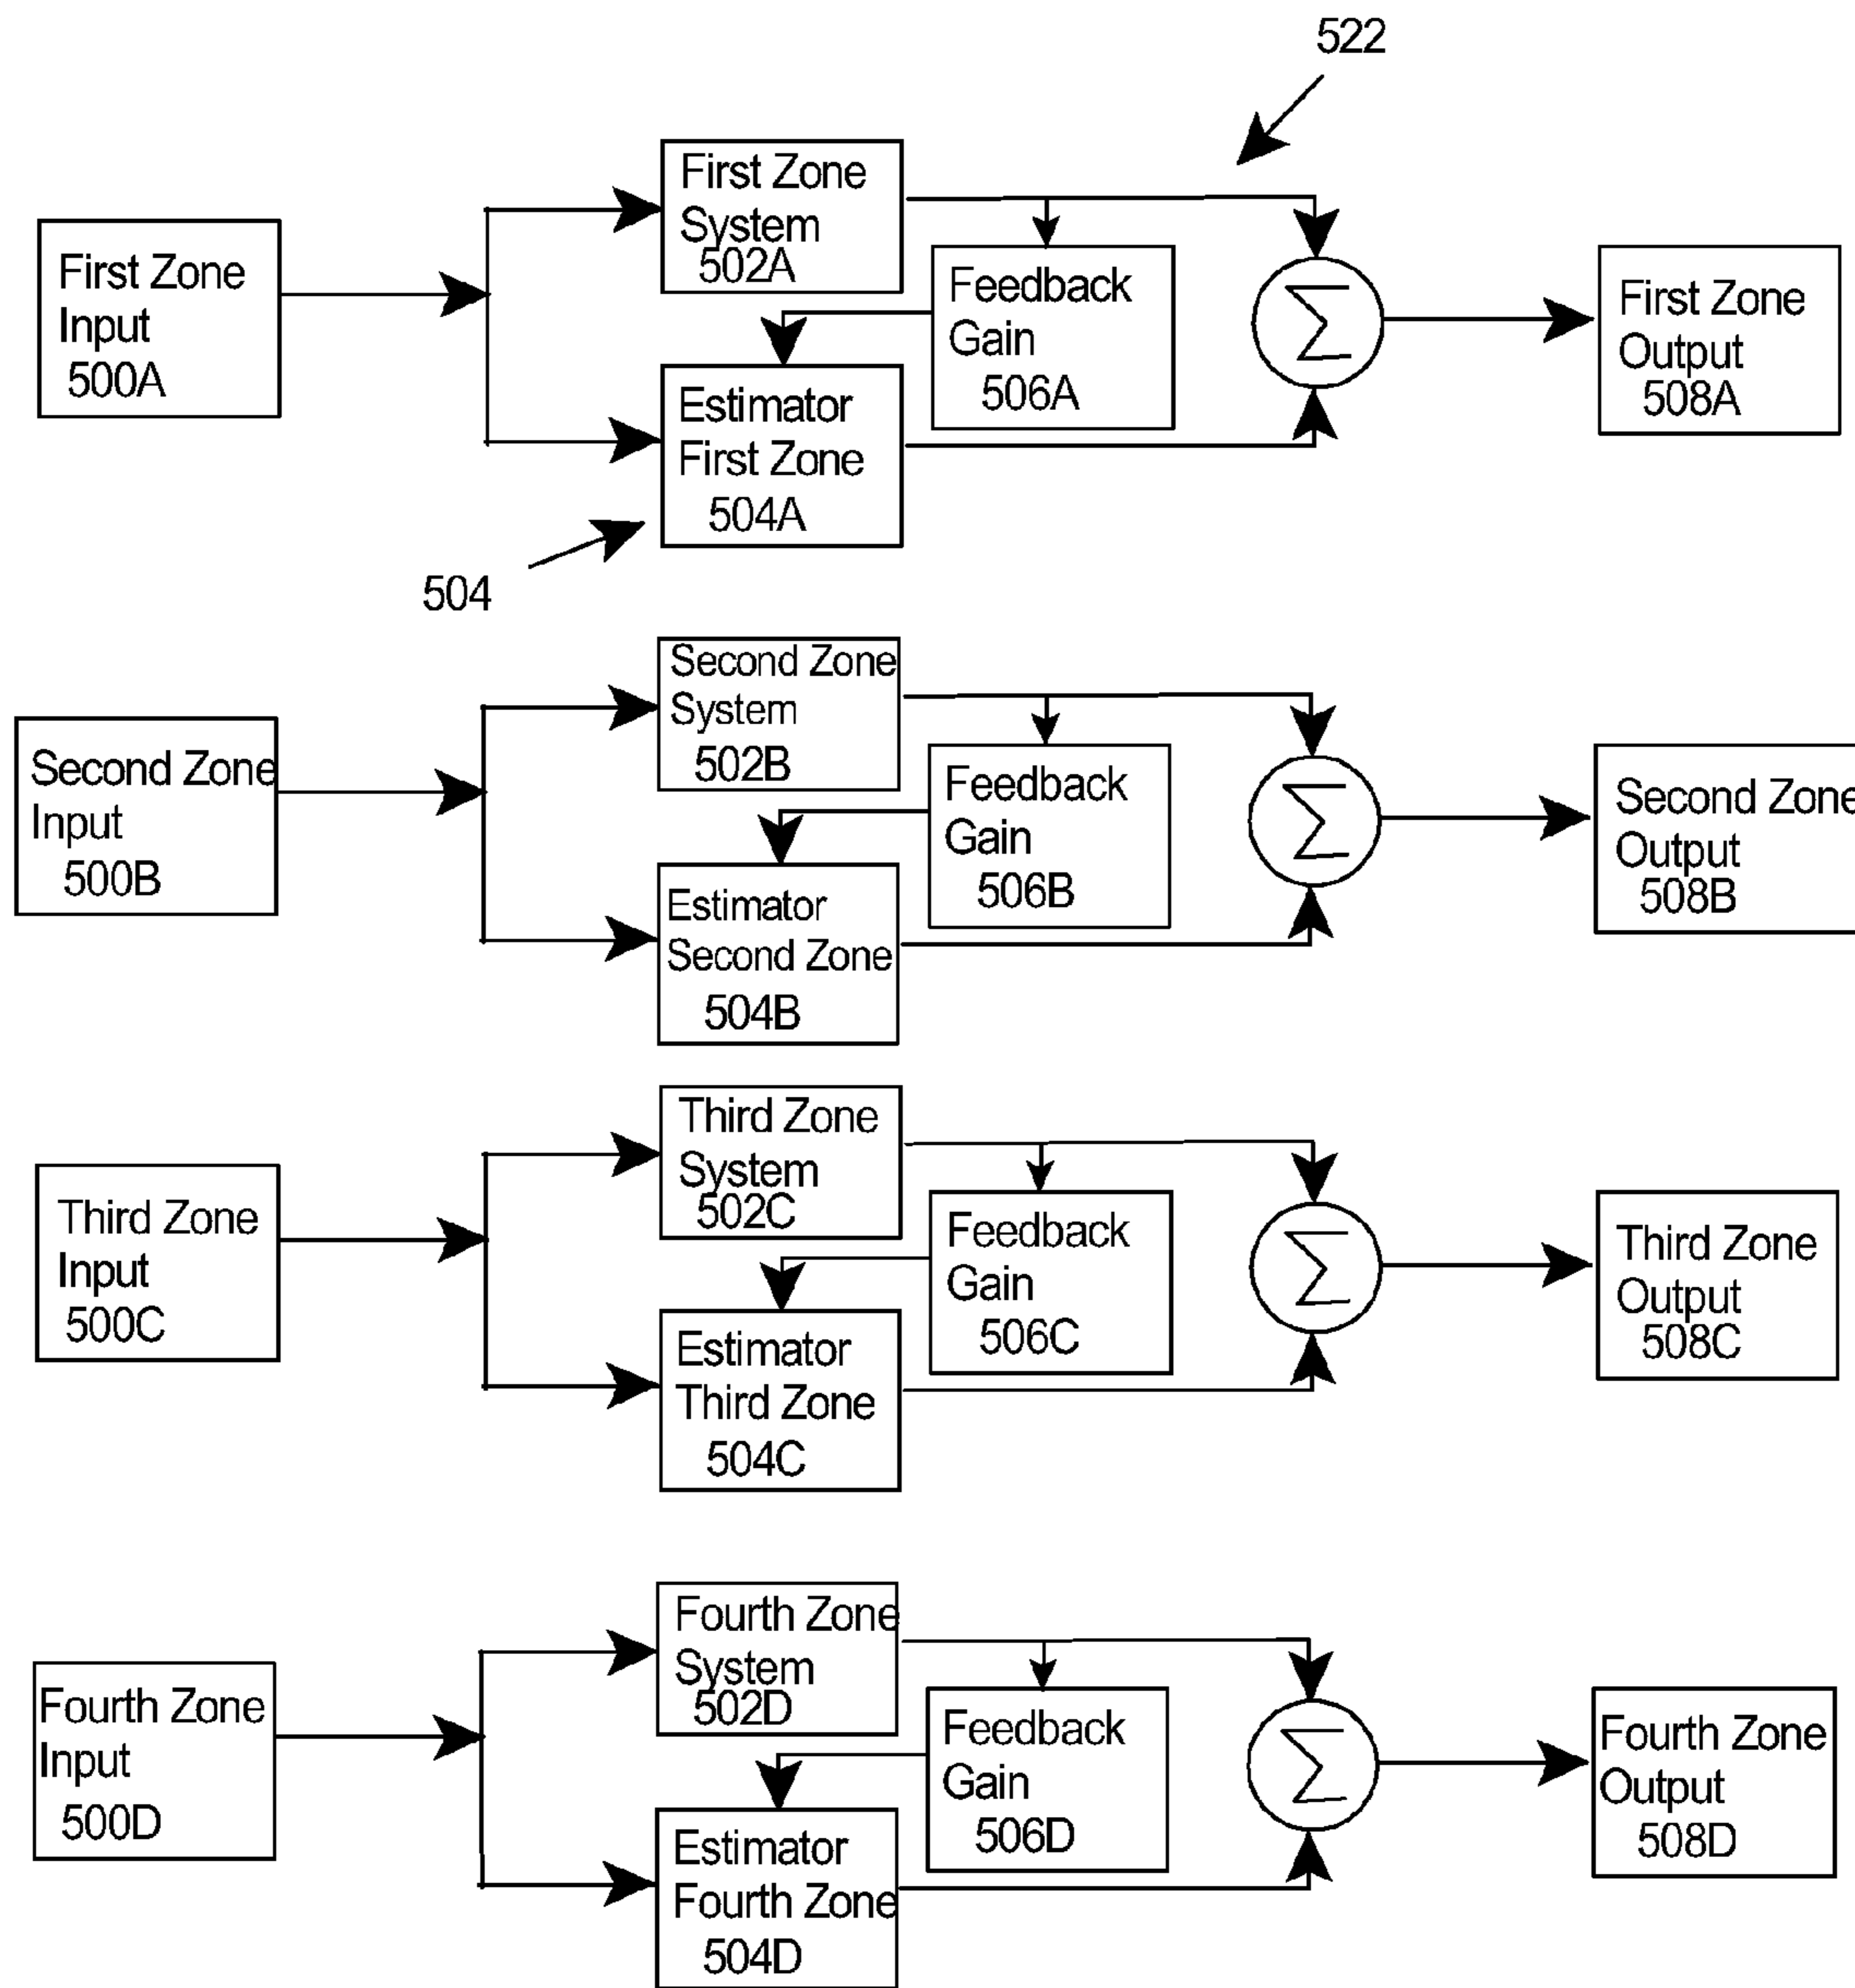 522
First Zone
System
502A
First Zone
Input
500A
Feedback
Gain
506A
Σ
First Zone
Output
508A
Estimator
First Zone
504A
504
Second Zone
System
502B
Second Zone
Input
500B
Feedback
Gain
506B
Σ
Second Zone
Output
508B
Estimator
Second Zone
504B
Third Zone
System
502C
Third Zone
Input
500C
Feedback
Gain
506C
Σ
Third Zone
Output
508C
Estimator
Third Zone
504C
Fourth Zone
System
502D
Fourth Zone
Input
500D
Feedback
Gain
506D
Σ
Fourth Zone
Output
508D
Estimator
Fourth Zone
504D